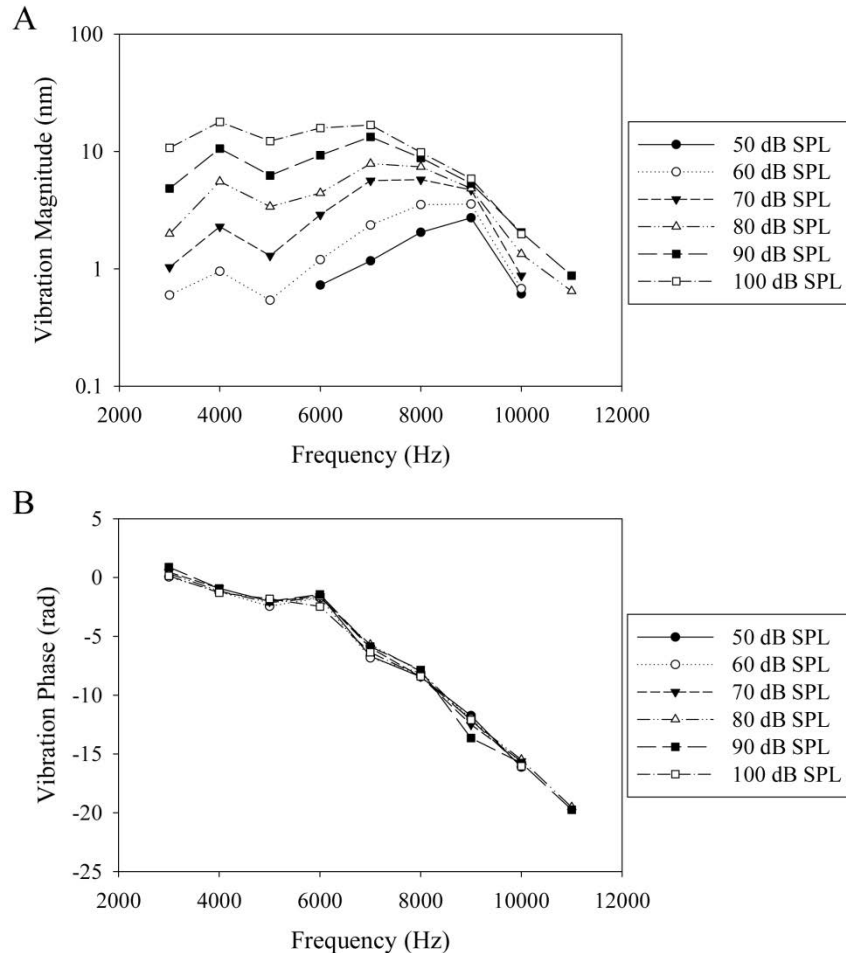 A
Vibration Magnitude (nm)
100
10
1
0.1
2000 4000 6000 8000 10000 12000
Frequency (Hz)
50 dB SPL
60 dB SPL
70 dB SPL
80 dB SPL
90 dB SPL
100 dB SPL
B
Vibration Phase (rad)
5
0
-5
-10
-15
-20
-25
2000 4000 6000 8000 10000 12000
Frequency (Hz)
50 dB SPL
60 dB SPL
70 dB SPL
80 dB SPL
90 dB SPL
100 dB SPL